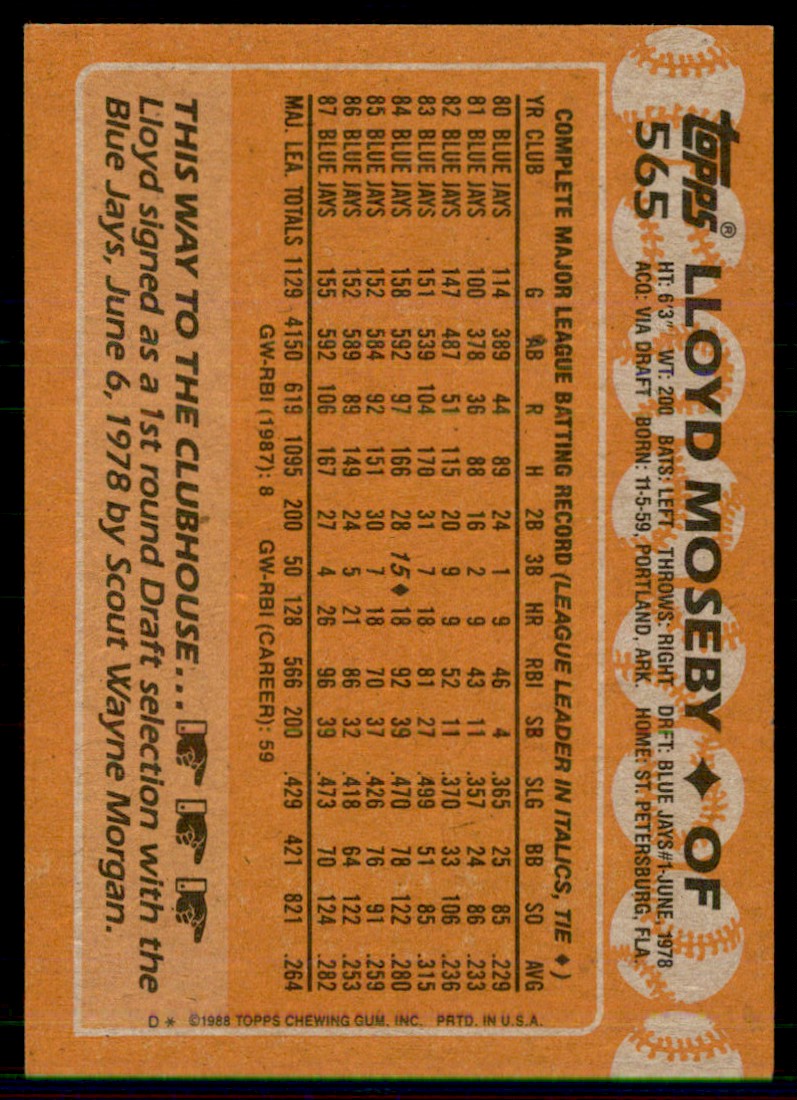 topps® LLOYD MOSEBY ♦ OF
565
HT: 6'3" WT: 200 BATS: LEFT THROWS: RIGHT DRFT: BLUE JAYS#1-JUNE, 1978
ACQ: VIA DRAFT BORN: 11-5-59, PORTLAND, ARK. HOME: ST. PETERSBURG, FLA.
COMPLETE MAJOR LEAGUE BATTING RECORD (LEAGUE LEADER IN ITALICS, TIE ♦)
YR CLUB G AB R H 2B 3B HR RBI SB SLG BB SO AVG
80 BLUE JAYS 114 389 44 89 24 1 9 46 4 .365 25 85 .229
81 BLUE JAYS 100 378 36 88 16 2 9 43 11 .357 24 86 .233
82 BLUE JAYS 147 487 51 115 20 9 9 52 11 .370 33 106 .236
83 BLUE JAYS 151 539 104 170 31 7 18 81 27 .499 51 85 .315
84 BLUE JAYS 158 592 97 166 28 15♦ 18 92 39 .470 78 122 .280
85 BLUE JAYS 152 584 92 151 30 7 18 70 37 .426 76 91 .259
86 BLUE JAYS 152 589 89 149 24 5 21 86 32 .418 64 122 .253
87 BLUE JAYS 155 592 106 167 27 4 26 96 39 .473 70 124 .282
MAJ. LEA. TOTALS 1129 4150 619 1095 200 50 128 566 200 .429 421 821 .264
GW-RBI (1987): 8 GW-RBI (CAREER): 59
THIS WAY TO THE CLUBHOUSE...
Lloyd signed as a 1st round Draft selection with the
Blue Jays, June 6, 1978 by Scout Wayne Morgan.
D* ©1988 TOPPS CHEWING GUM, INC. PRTD. IN U.S.A.